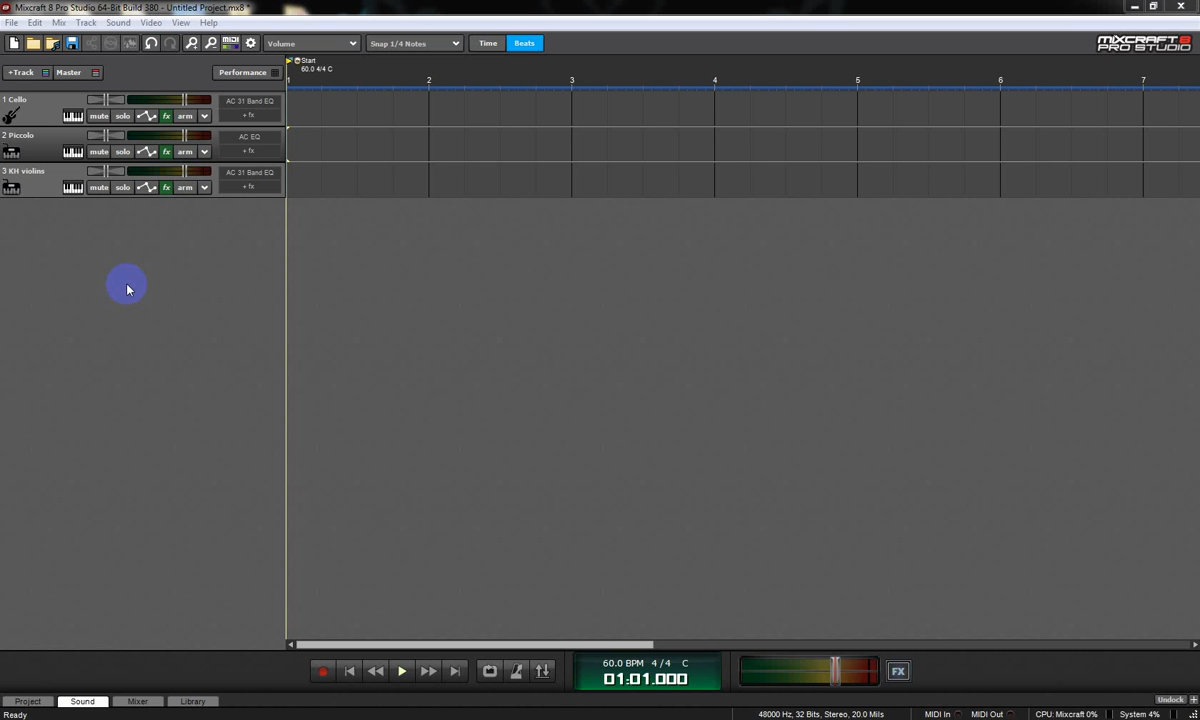 Mixcraft 8 Pro Studio 64-Bit Build 380 - Untitled Project.mx8 *
File Edit Mix Track Sound Video View Help
Volume Snap 1/4 Notes Time Beats
MIXCRAFT 8
PRO STUDIO
+Track Master Performance
Start
60.0 4/4 C
1 2 3 4 5 6 7
1 Cello
AC 31 Band EQ
mute solo fx arm + fx
2 Piccolo
AC EQ
mute solo fx arm + fx
3 KH violins
AC 31 Band EQ
mute solo fx arm + fx
60.0 BPM 4/4 C
01:01.000
FX
Project Sound Mixer Library
Undock
Ready
48000 Hz, 32 Bits, Stereo, 20.0 Mils MIDI In MIDI Out CPU: Mixcraft 0% System 4%